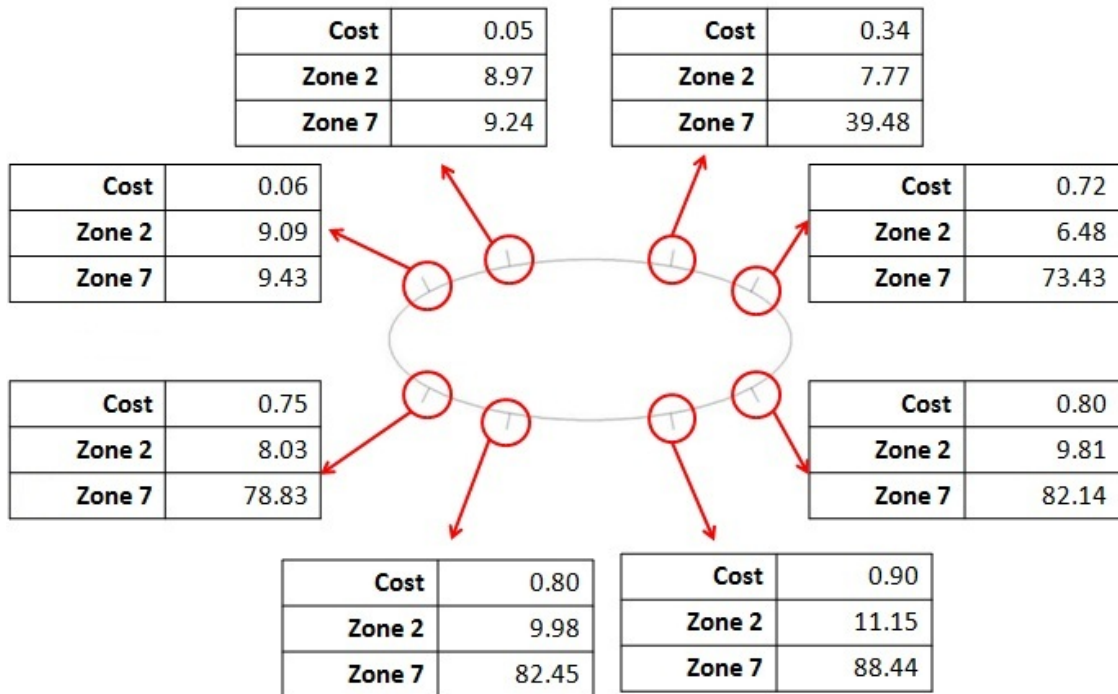 Cost 0.05
Zone 2 8.97
Zone 7 9.24
Cost 0.34
Zone 2 7.77
Zone 7 39.48
Cost 0.06
Zone 2 9.09
Zone 7 9.43
Cost 0.72
Zone 2 6.48
Zone 7 73.43
Cost 0.75
Zone 2 8.03
Zone 7 78.83
Cost 0.80
Zone 2 9.81
Zone 7 82.14
Cost 0.80
Zone 2 9.98
Zone 7 82.45
Cost 0.90
Zone 2 11.15
Zone 7 88.44